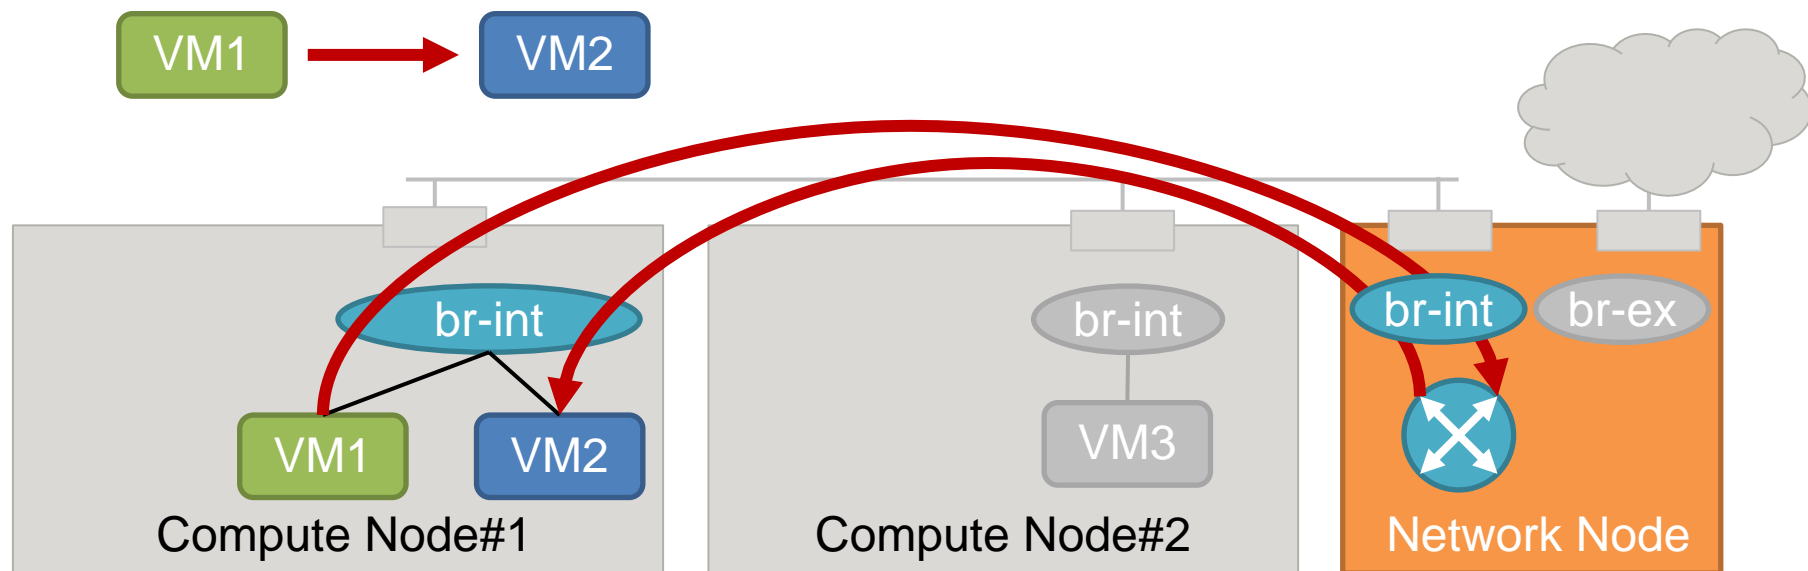 VM1
VM2
br-int
br-int
br-int
br-ex
VM1
VM2
VM3
Compute Node#1
Compute Node#2
Network Node